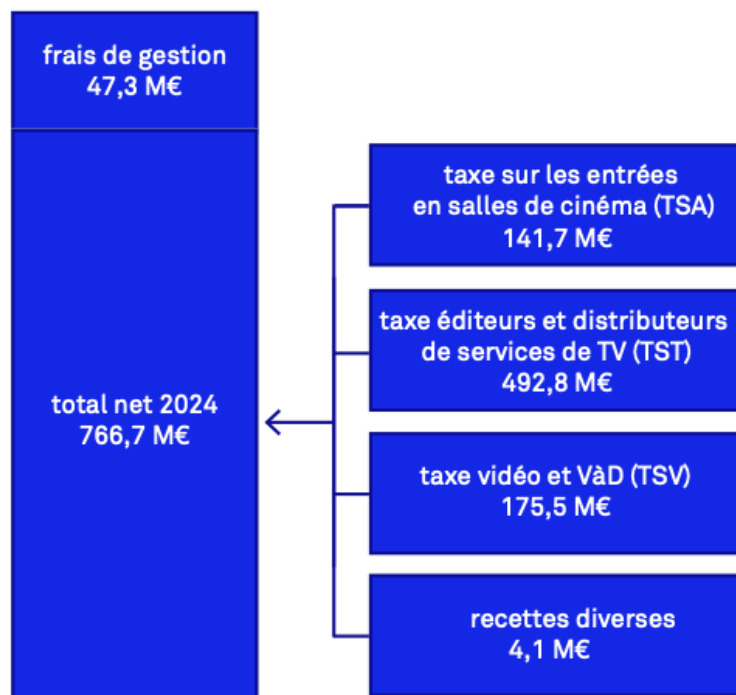 frais de gestion
47,3 M€
total net 2024
766,7 M€
taxe sur les entrées
en salles de cinéma (TSA)
141,7 M€
taxe éditeurs et distributeurs
de services de TV (TST)
492,8 M€
taxe vidéo et VàD (TSV)
175,5 M€
recettes diverses
4,1 M€